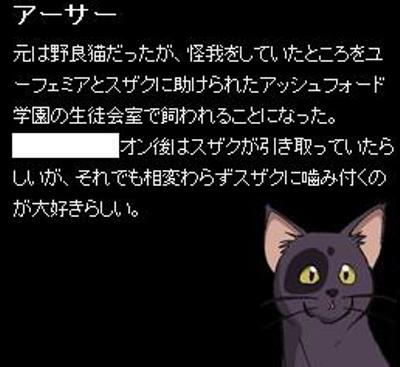 アーサー
元は野良猫だったが、怪我をしていたところをユ
ーフェミアとスザクに助けられたアッシュフォード
学園の生徒会室で飼われることになった。
オン後はスザクが引き取っていたら
しいが、それでも相変わらずスザクに噛み付くの
が大好きらしい。